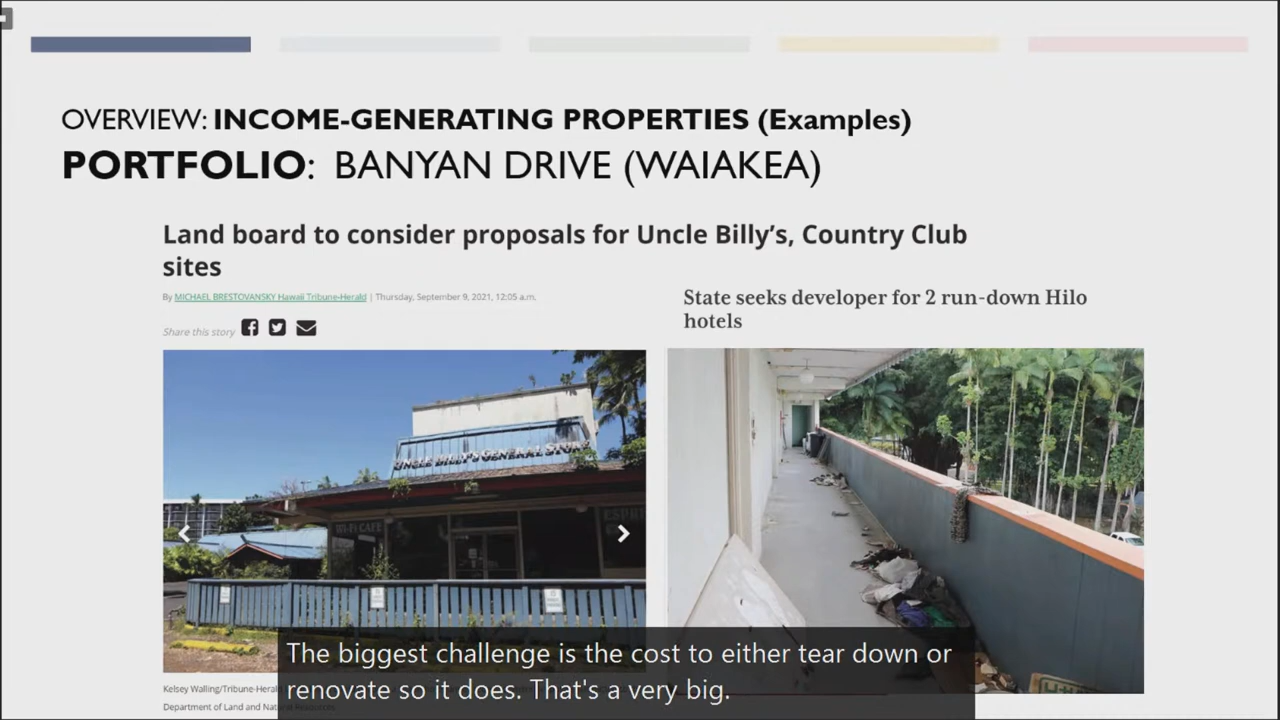 OVERVIEW: INCOME-GENERATING PROPERTIES (Examples)
PORTFOLIO: BANYAN DRIVE (WAIAKEA)
Land board to consider proposals for Uncle Billy's, Country Club
sites
By MICHAEL BRESTOVANSKY Hawaii Tribune-Herald | Thursday, September 9, 2021, 12:05 a.m.
Share this story
State seeks developer for 2 run-down Hilo
hotels
UNCLE BILLY'S GENERAL STORE
WI-FI CAFE
Kelsey Walling/Tribune-Herald
Department of Land and Natural Resources
The biggest challenge is the cost to either tear down or
renovate so it does. That's a very big.